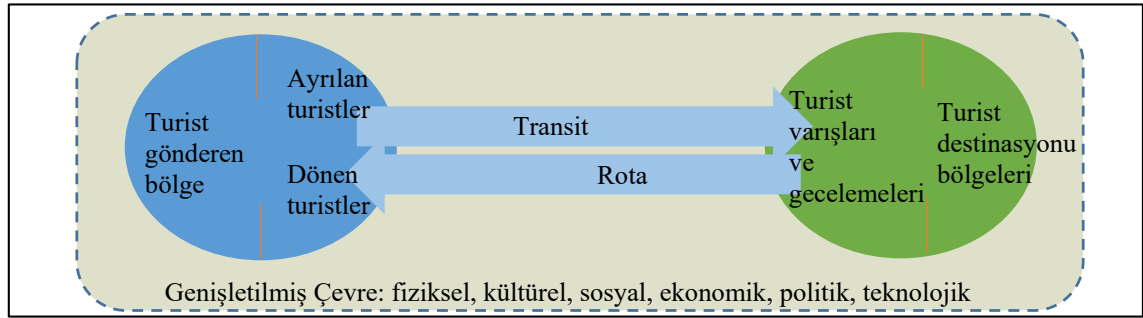 Turist
gönderen
bölge
Ayrılan
turistler
Dönen
turistler
Transit
Rota
Turist
varışları
ve
gecelemeleri
Turist
destinasyonu
bölgeleri
Genişletilmiş Çevre: fiziksel, kültürel, sosyal, ekonomik, politik, teknolojik